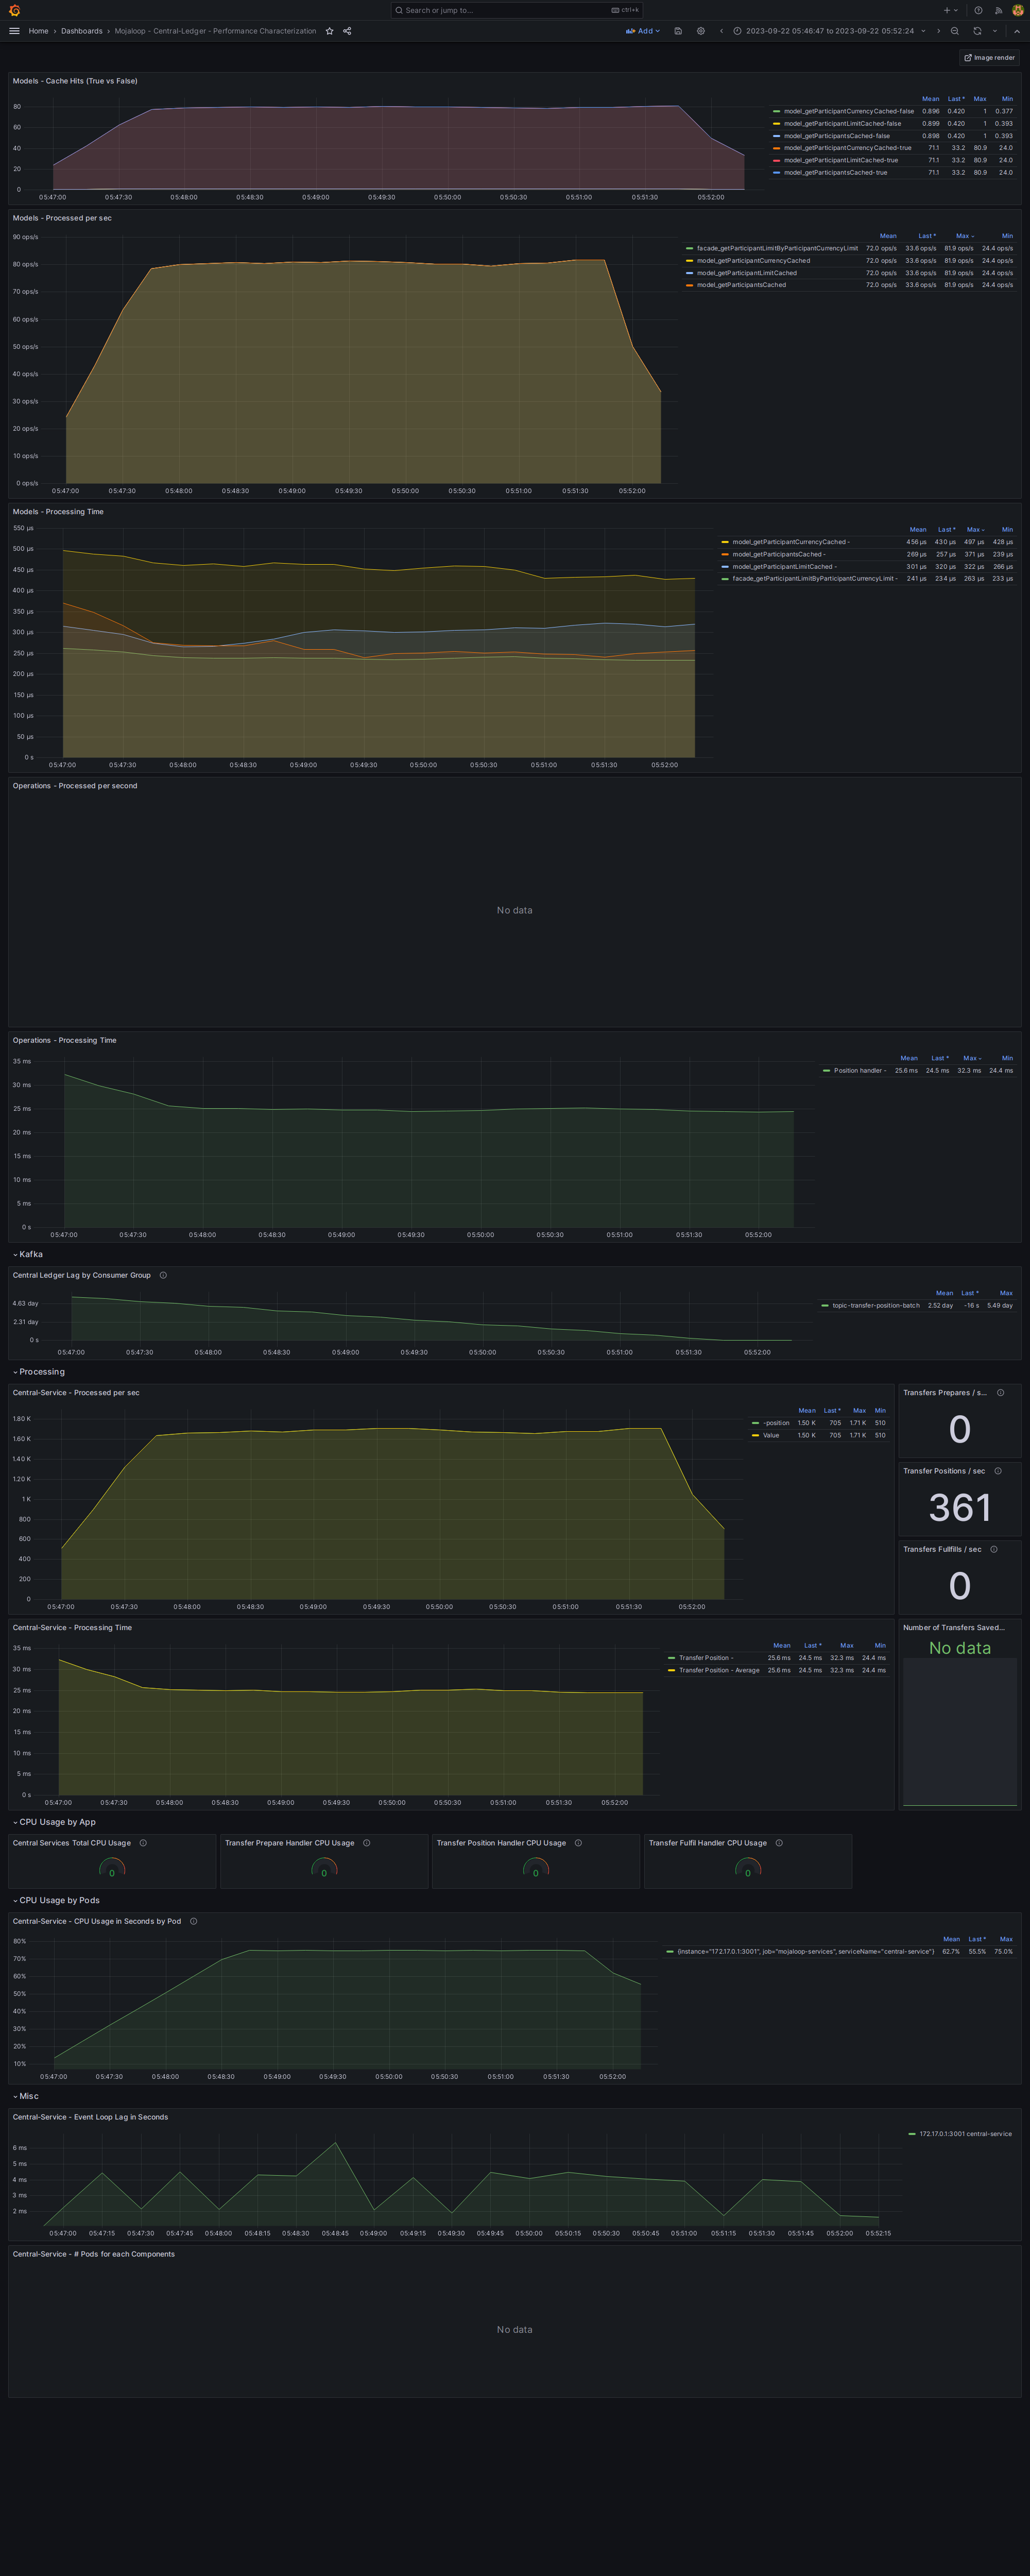 Search or jump to...
ctrl+k
Home › Dashboards › Mojaloop - Central-Ledger - Performance Characterization
Add
2023-09-22 05:46:47 to 2023-09-22 05:52:24
Image render
Models - Cache Hits (True vs False)
80
60
40
20
0
05:47:00 05:47:30 05:48:00 05:48:30 05:49:00 05:49:30 05:50:00 05:50:30 05:51:00 05:51:30 05:52:00
Mean Last * Max Min
model_getParticipantCurrencyCached-false 0.896 0.420 1 0.377
model_getParticipantLimitCached-false 0.899 0.420 1 0.393
model_getParticipantsCached-false 0.898 0.420 1 0.393
model_getParticipantCurrencyCached-true 71.1 33.2 80.9 24.0
model_getParticipantLimitCached-true 71.1 33.2 80.9 24.0
model_getParticipantsCached-true 71.1 33.2 80.9 24.0
Models - Processed per sec
90 ops/s
80 ops/s
70 ops/s
60 ops/s
50 ops/s
40 ops/s
30 ops/s
20 ops/s
10 ops/s
0 ops/s
05:47:00 05:47:30 05:48:00 05:48:30 05:49:00 05:49:30 05:50:00 05:50:30 05:51:00 05:51:30 05:52:00
Mean Last * Max Min
facade_getParticipantLimitByParticipantCurrencyLimit 72.0 ops/s 33.6 ops/s 81.9 ops/s 24.4 ops/s
model_getParticipantCurrencyCached 72.0 ops/s 33.6 ops/s 81.9 ops/s 24.4 ops/s
model_getParticipantLimitCached 72.0 ops/s 33.6 ops/s 81.9 ops/s 24.4 ops/s
model_getParticipantsCached 72.0 ops/s 33.6 ops/s 81.9 ops/s 24.4 ops/s
Models - Processing Time
550 µs
500 µs
450 µs
400 µs
350 µs
300 µs
250 µs
200 µs
150 µs
100 µs
50 µs
0 s
05:47:00 05:47:30 05:48:00 05:48:30 05:49:00 05:49:30 05:50:00 05:50:30 05:51:00 05:51:30 05:52:00
Mean Last * Max Min
model_getParticipantCurrencyCached - 456 µs 430 µs 497 µs 428 µs
model_getParticipantsCached - 269 µs 257 µs 371 µs 239 µs
model_getParticipantLimitCached - 301 µs 320 µs 322 µs 266 µs
facade_getParticipantLimitByParticipantCurrencyLimit - 241 µs 234 µs 263 µs 233 µs
Operations - Processed per second
No data
Operations - Processing Time
35 ms
30 ms
25 ms
20 ms
15 ms
10 ms
5 ms
0 s
05:47:00 05:47:30 05:48:00 05:48:30 05:49:00 05:49:30 05:50:00 05:50:30 05:51:00 05:51:30 05:52:00
Mean Last * Max Min
Position handler - 25.6 ms 24.5 ms 32.3 ms 24.4 ms
Kafka
Central Ledger Lag by Consumer Group
4.63 day
2.31 day
0 s
05:47:00 05:47:30 05:48:00 05:48:30 05:49:00 05:49:30 05:50:00 05:50:30 05:51:00 05:51:30 05:52:00
Mean Last * Max
topic-transfer-position-batch 2.52 day -16 s 5.49 day
Processing
Central-Service - Processed per sec
1.80 K
1.60 K
1.40 K
1.20 K
1 K
800
600
400
200
0
05:47:00 05:47:30 05:48:00 05:48:30 05:49:00 05:49:30 05:50:00 05:50:30 05:51:00 05:51:30 05:52:00
Mean Last * Max Min
-position 1.50 K 705 1.71 K 510
Value 1.50 K 705 1.71 K 510
Transfers Prepares / s...
0
Transfer Positions / sec
361
Transfers Fullfills / sec
0
Central-Service - Processing Time
35 ms
30 ms
25 ms
20 ms
15 ms
10 ms
5 ms
0 s
05:47:00 05:47:30 05:48:00 05:48:30 05:49:00 05:49:30 05:50:00 05:50:30 05:51:00 05:51:30 05:52:00
Mean Last * Max Min
Transfer Position - 25.6 ms 24.5 ms 32.3 ms 24.4 ms
Transfer Position - Average 25.6 ms 24.5 ms 32.3 ms 24.4 ms
Number of Transfers Saved...
No data
CPU Usage by App
Central Services Total CPU Usage
0
Transfer Prepare Handler CPU Usage
0
Transfer Position Handler CPU Usage
0
Transfer Fulfil Handler CPU Usage
0
CPU Usage by Pods
Central-Service - CPU Usage in Seconds by Pod
80%
70%
60%
50%
40%
30%
20%
10%
05:47:00 05:47:30 05:48:00 05:48:30 05:49:00 05:49:30 05:50:00 05:50:30 05:51:00 05:51:30 05:52:00
Mean Last * Max
{instance="172.17.0.1:3001", job="mojaloop-services", serviceName="central-service"} 62.7% 55.5% 75.0%
Misc
Central-Service - Event Loop Lag in Seconds
6 ms
5 ms
4 ms
3 ms
2 ms
05:47:00 05:47:15 05:47:30 05:47:45 05:48:00 05:48:15 05:48:30 05:48:45 05:49:00 05:49:15 05:49:30 05:49:45 05:50:00 05:50:15 05:50:30 05:50:45 05:51:00 05:51:15 05:51:30 05:51:45 05:52:00 05:52:15
172.17.0.1:3001 central-service
Central-Service - # Pods for each Components
No data